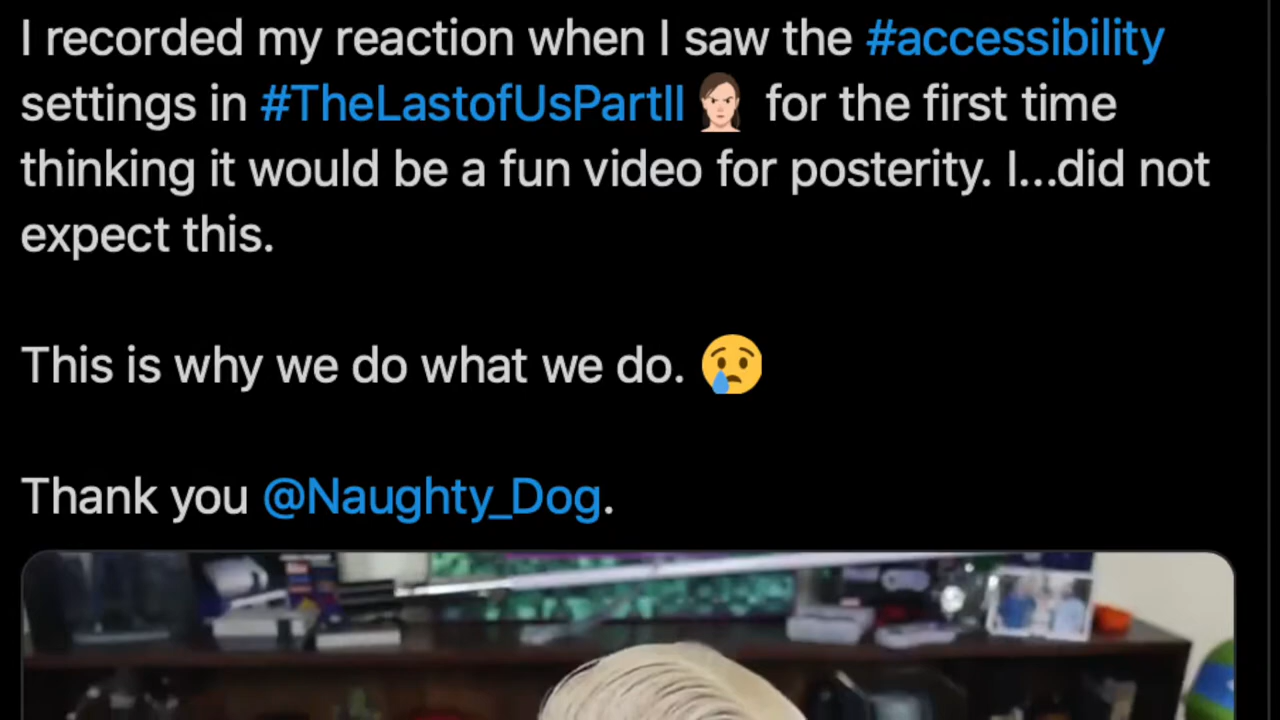 I recorded my reaction when I saw the #accessibility
settings in #TheLastofUsPartII for the first time
thinking it would be a fun video for posterity. I...did not
expect this.
This is why we do what we do. 😢
Thank you @Naughty_Dog.